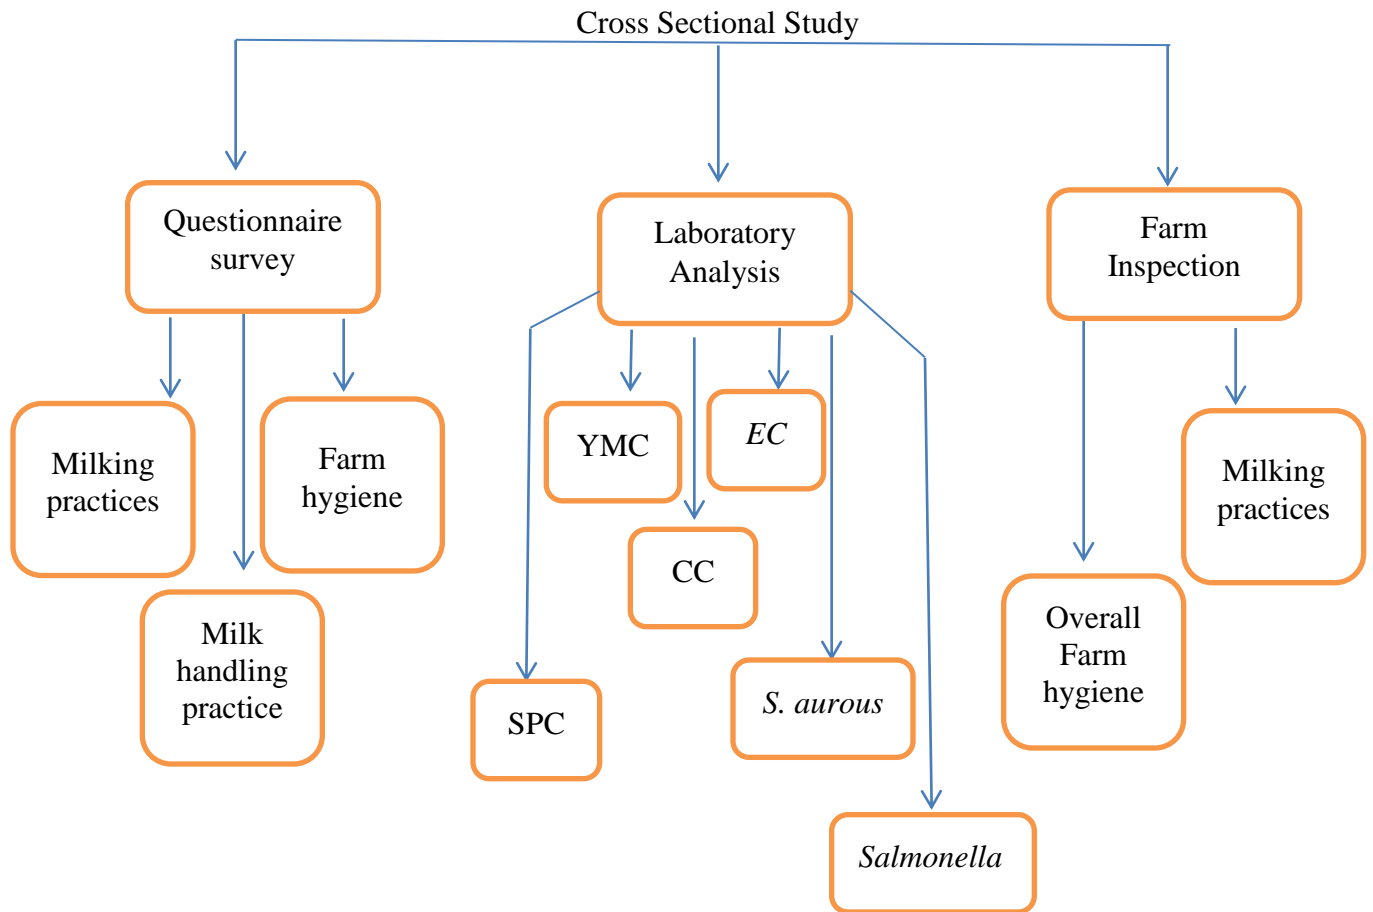 Cross Sectional Study
Questionnaire
survey
Laboratory
Analysis
Farm
Inspection
Milking
practices
Farm
hygiene
Milk
handling
practice
YMC
EC
CC
SPC
S. aurous
Salmonella
Overall
Farm
hygiene
Milking
practices